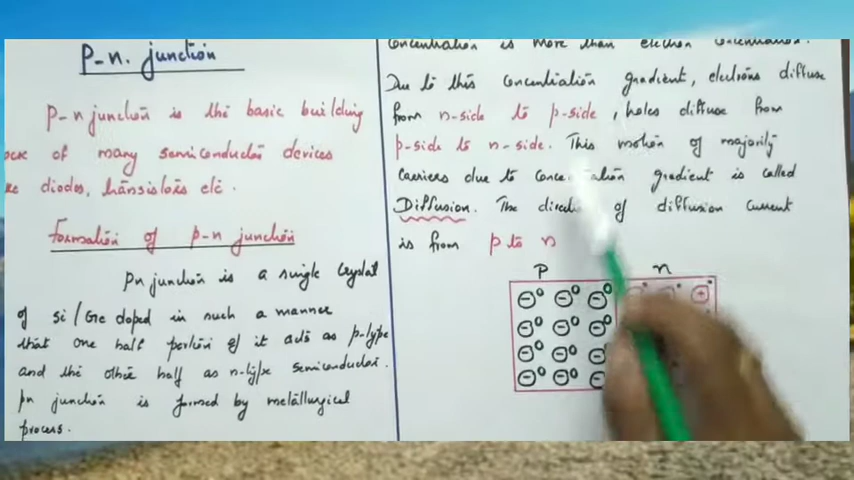 P-n. junction
P-n junction is the basic building
ock of many semiconductor devices
ke diodes, transistors etc.
Formation of p-n junction
pn junction is a single crystal
of Si/Ge doped in such a manner
that one half portion of it acts as p-type
and the other half as n-type semiconductor.
pn junction is formed by metallurgical
process.
concentration is more than electron concentration.
Due to this concentration gradient, electrons diffuse
from n-side to p-side, holes diffuse from
p-side to n-side. This motion of majority
carriers due to gradient is called
Diffusion. The of diffusion current
is from p to n
P n